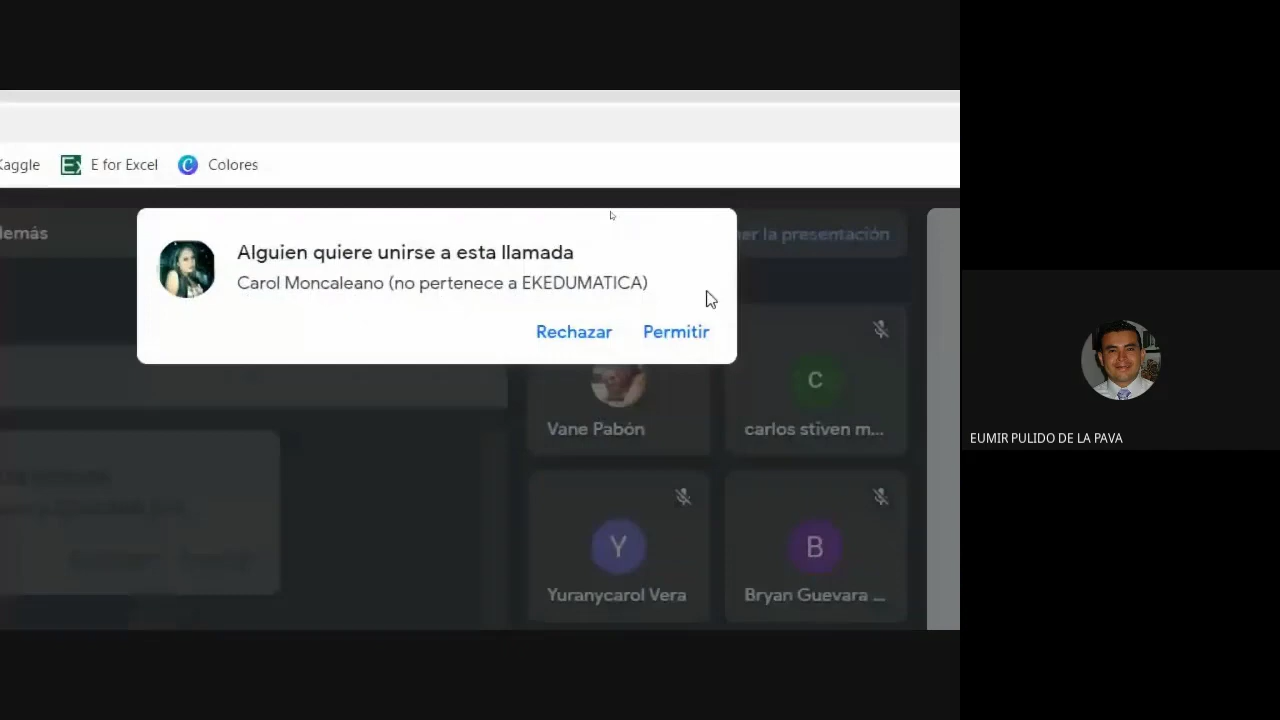 Kaggle
E for Excel
Colores
demás
Alguien quiere unirse a esta llamada
Carol Moncaleano (no pertenece a EKEDUMATICA)
Rechazar
Permitir
ner la presentación
Vane Pabón
C
carlos stiven m...
Y
Yuranycarol Vera
B
Bryan Guevara ...
EUMIR PULIDO DE LA PAVA